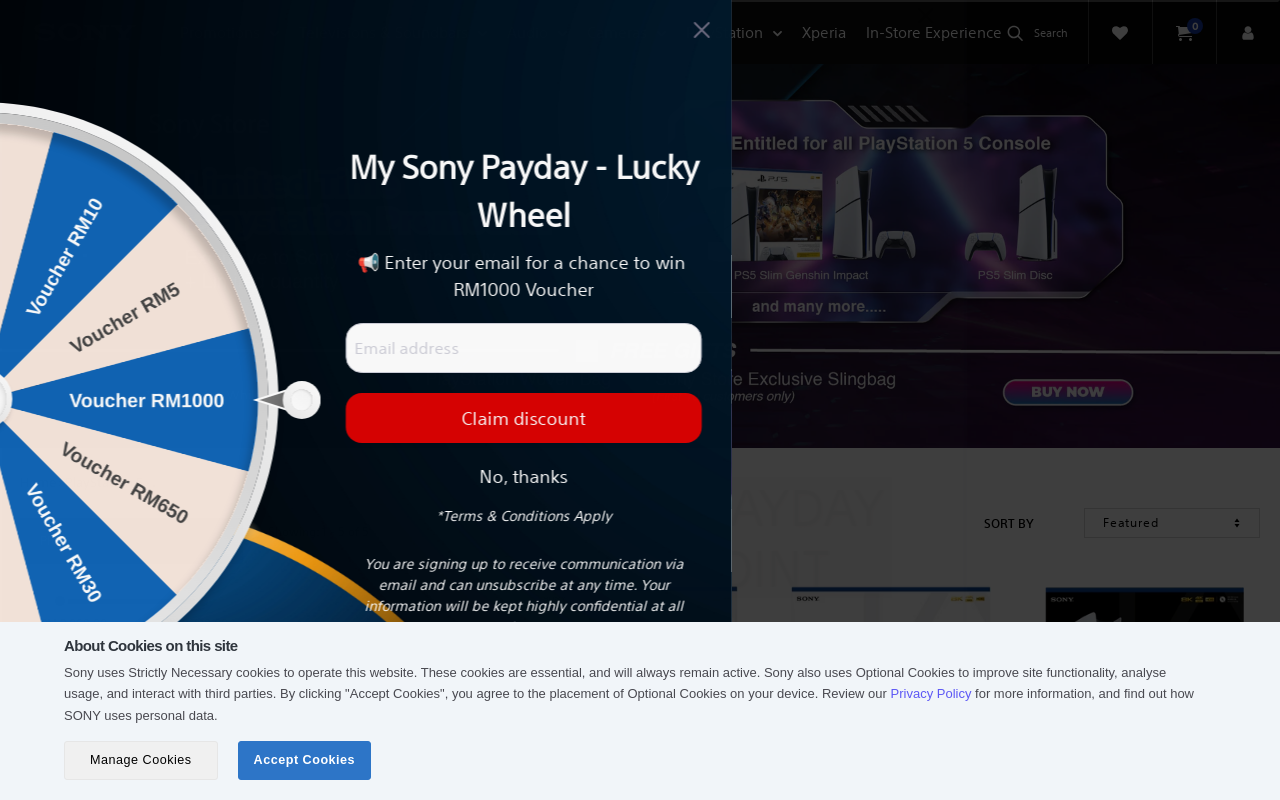 Xperia
In-Store Experience
Search
0
Entitled for all PlayStation 5 Console
PS5 Slim Genshin Impact
PS5 Slim Disc
and many more.....
Exclusive Slingbag
BUY NOW
Voucher RM10
Voucher RM5
Voucher RM1000
Voucher RM650
Voucher RM30
My Sony Payday - Lucky
Wheel
📢 Enter your email for a chance to win
RM1000 Voucher
Email address
Claim discount
No, thanks
*Terms & Conditions Apply
You are signing up to receive communication via
email and can unsubscribe at any time. Your
information will be kept highly confidential at all
SORT BY
Featured
SONY
SONY
About Cookies on this site
Sony uses Strictly Necessary cookies to operate this website. These cookies are essential, and will always remain active. Sony also uses Optional Cookies to improve site functionality, analyse
usage, and interact with third parties. By clicking "Accept Cookies", you agree to the placement of Optional Cookies on your device. Review our Privacy Policy for more information, and find out how
SONY uses personal data.
Manage Cookies
Accept Cookies